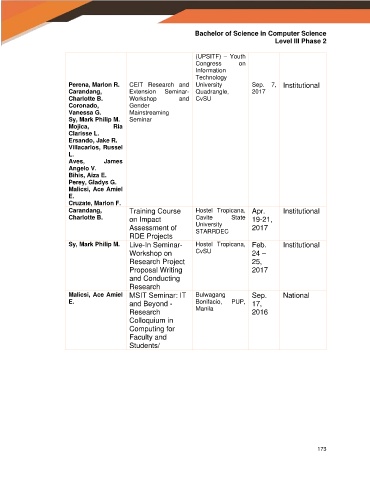 Bachelor of Science in Computer Science
Level III Phase 2
(UPSITF) – Youth
Congress on
Information
Technology
Perena, Marlon R.
Carandang,
Charlotte B.
Coronado,
Vanessa G.
Sy, Mark Philip M.
Mojica, Ria
Clarisse L.
Ersando, Jake R.
Villacarlos, Russel
L.
Aves, James
Angelo V.
Bihis, Aiza E.
Perey, Gladys G.
Malicsi, Ace Amiel
E.
Cruzate, Marlon F.
CEIT Research and
Extension Seminar-
Workshop and
Gender
Mainstreaming
Seminar
University
Quadrangle,
CvSU
Sep. 7,
2017
Institutional
Carandang,
Charlotte B.
Training Course
on Impact
Assessment of
RDE Projects
Hostel Tropicana,
Cavite State
University
STARRDEC
Apr.
19-21,
2017
Institutional
Sy, Mark Philip M.
Live-In Seminar-
Workshop on
Research Project
Proposal Writing
and Conducting
Research
Hostel Tropicana,
CvSU
Feb.
24 –
25,
2017
Institutional
Malicsi, Ace Amiel
E.
MSIT Seminar: IT
and Beyond -
Research
Colloquium in
Computing for
Faculty and
Students/
Bulwagang
Bonifacio, PUP,
Manila
Sep.
17,
2016
National
173